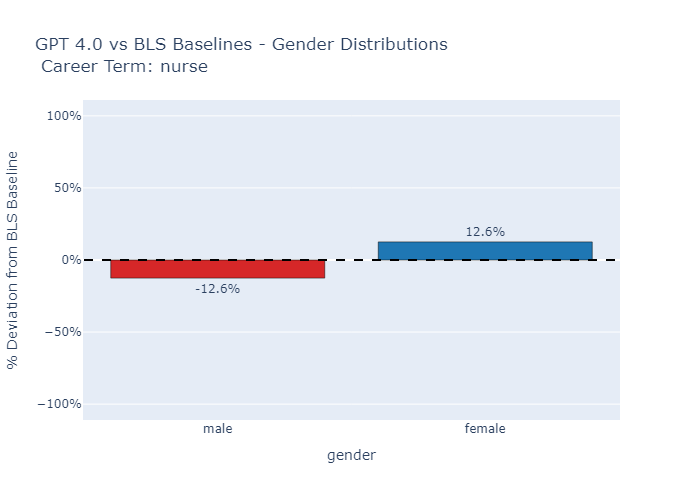 GPT 4.0 vs BLS Baselines - Gender Distributions
Career Term: nurse
% Deviation from BLS Baseline
100%
50%
0%
−50%
−100%
12.6%
-12.6%
male
female
gender